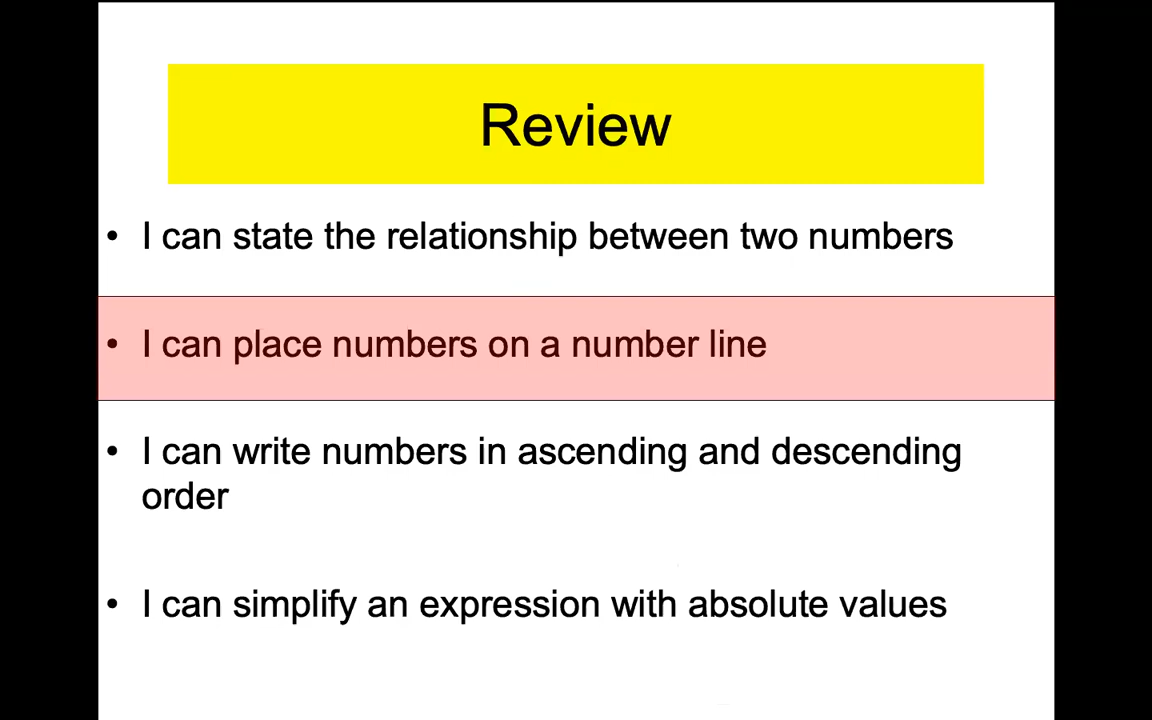 Review
• I can state the relationship between two numbers
• I can place numbers on a number line
• I can write numbers in ascending and descending
order
• I can simplify an expression with absolute values